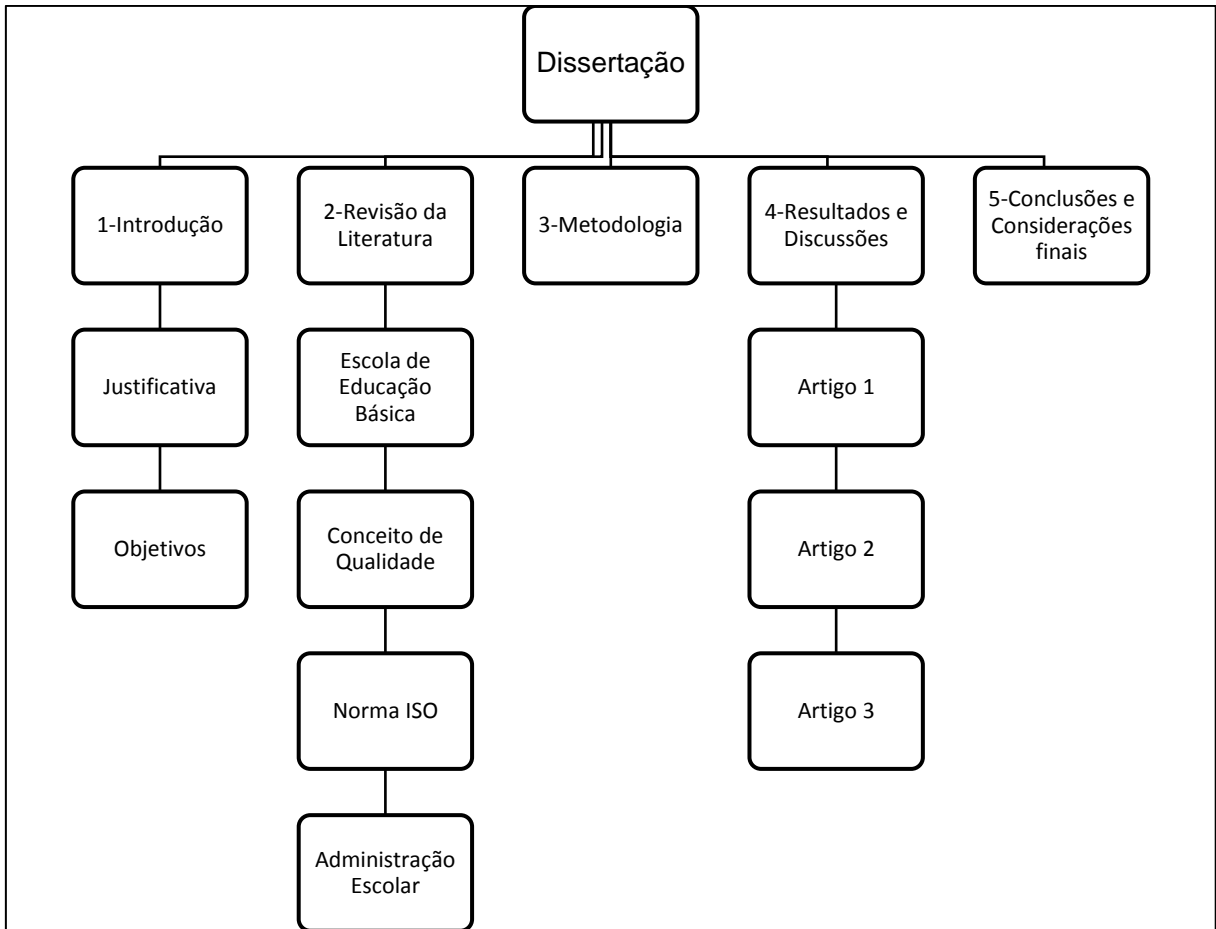 Dissertação
1-Introdução
2-Revisão da
Literatura
3-Metodologia
4-Resultados e
Discussões
5-Conclusões e
Considerações
finais
Justificativa
Escola de
Educação
Básica
Artigo 1
Objetivos
Conceito de
Qualidade
Artigo 2
Norma ISO
Artigo 3
Administração
Escolar